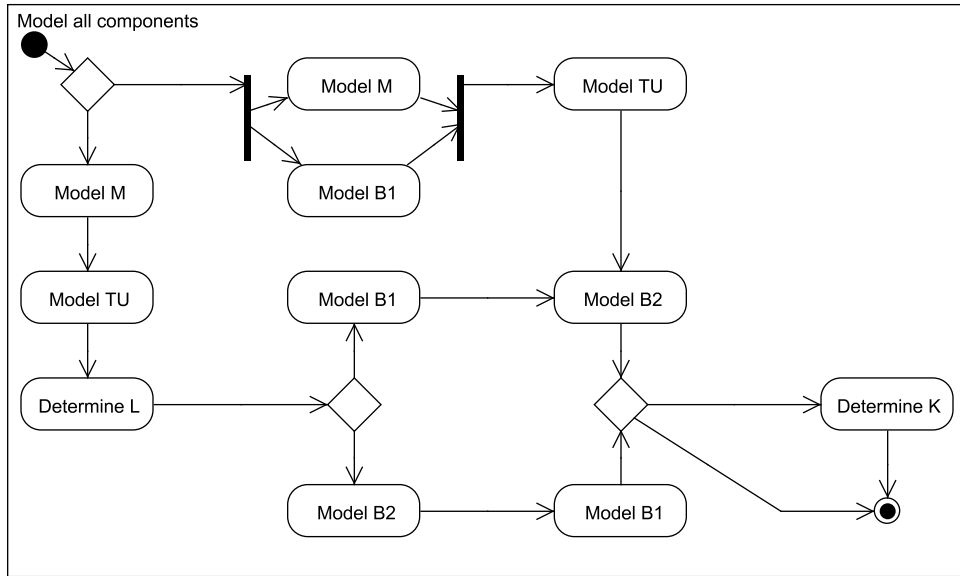 Model all components
Model M
Model TU
Model B1
Model M
Model TU
Model B1
Model B2
Determine L
Determine K
Model B2
Model B1